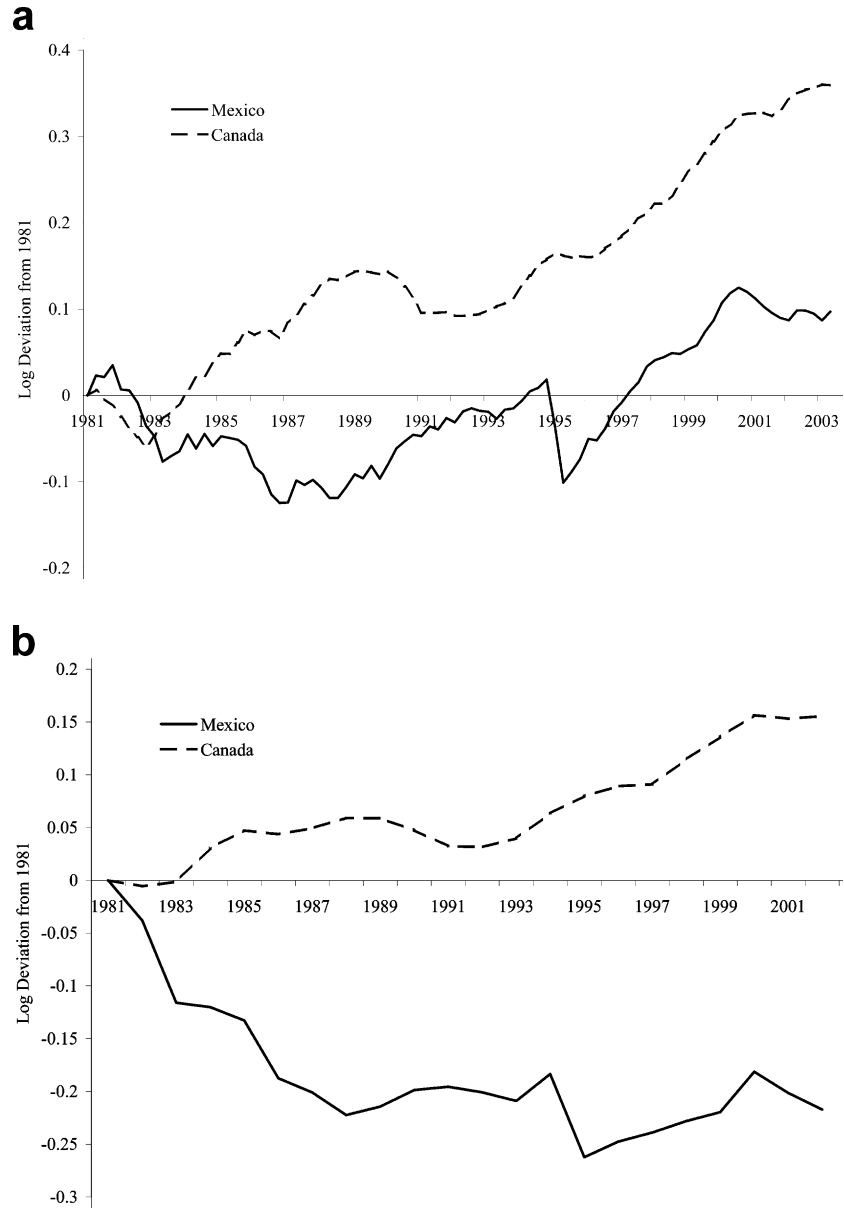 a
0.4
Mexico
Canada
0.3
0.2
Log Deviation from 1981
0.1
0
1981 1983 1985 1987 1989 1991 1993 1995 1997 1999 2001 2003
-0.1
-0.2
b
0.2
Mexico
Canada
0.15
0.1
0.05
0
1981 1983 1985 1987 1989 1991 1993 1995 1997 1999 2001
Log Deviation from 1981
-0.05
-0.1
-0.15
-0.2
-0.25
-0.3